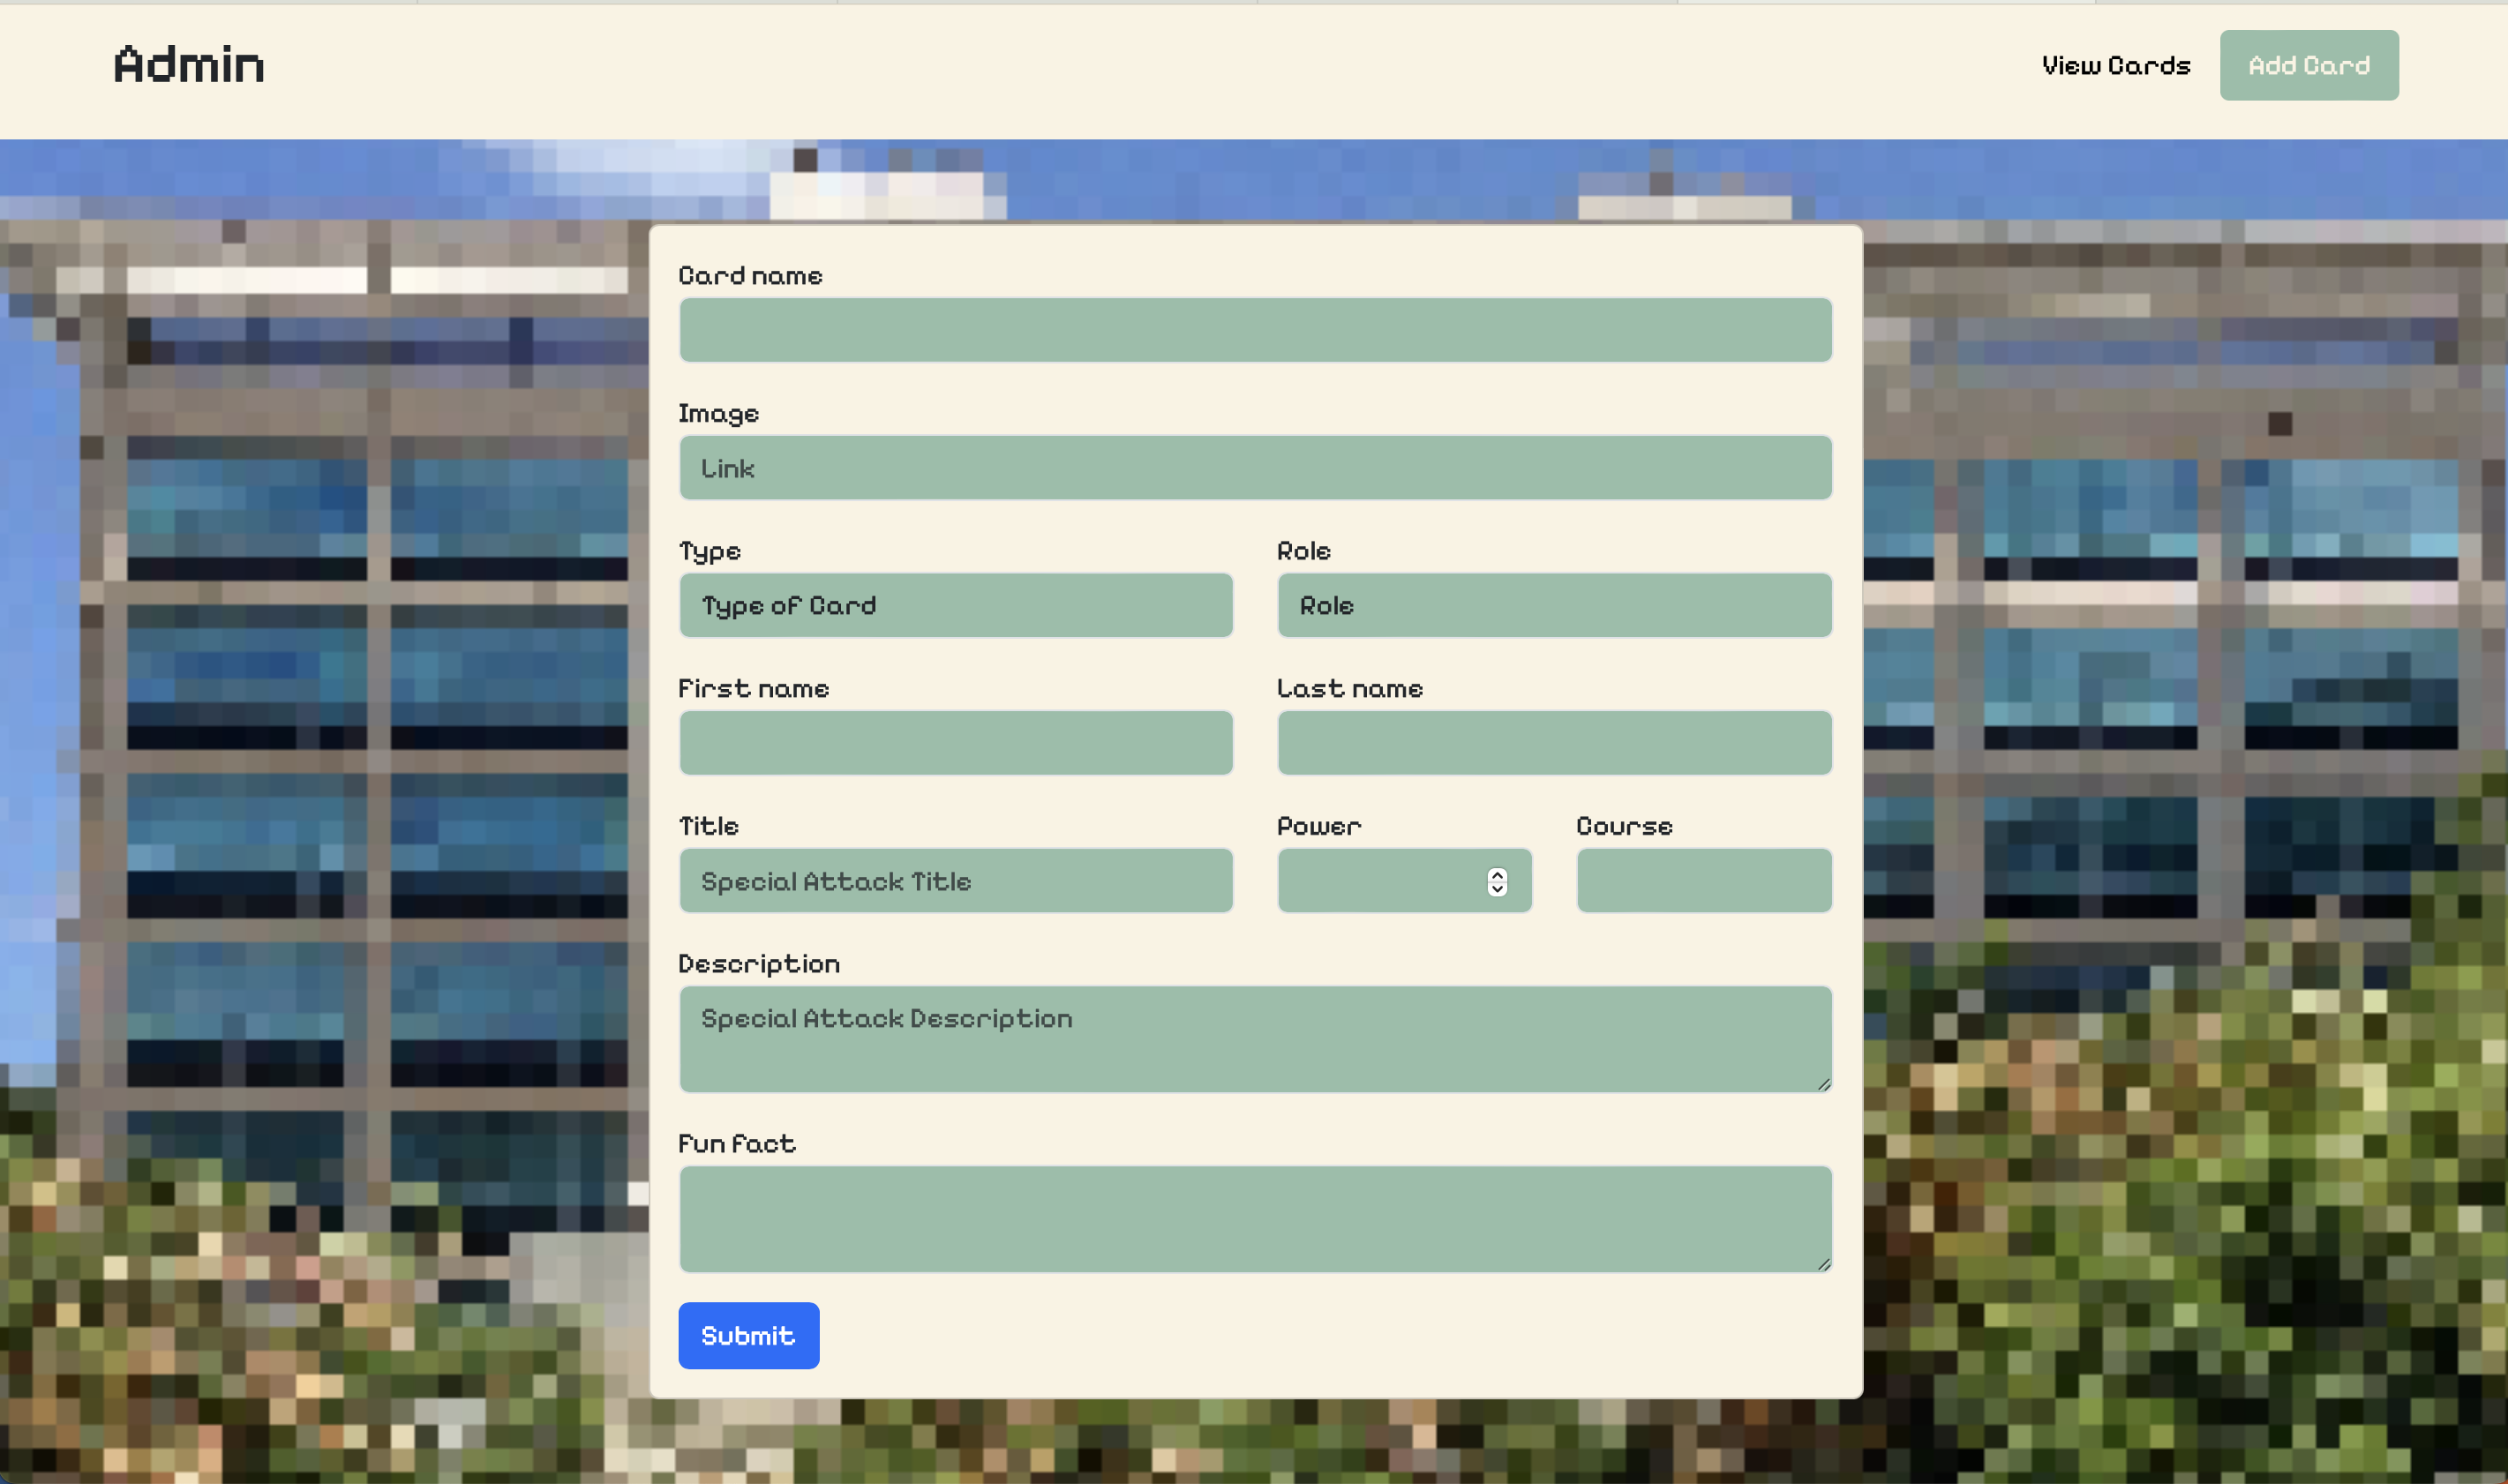 Admin
View Cards
Add Card
Card name
Image
Link
Type
Role
Type of Card
Role
First name
Last name
Title
Power
Course
Special Attack Title
Description
Special Attack Description
Fun Fact
Submit